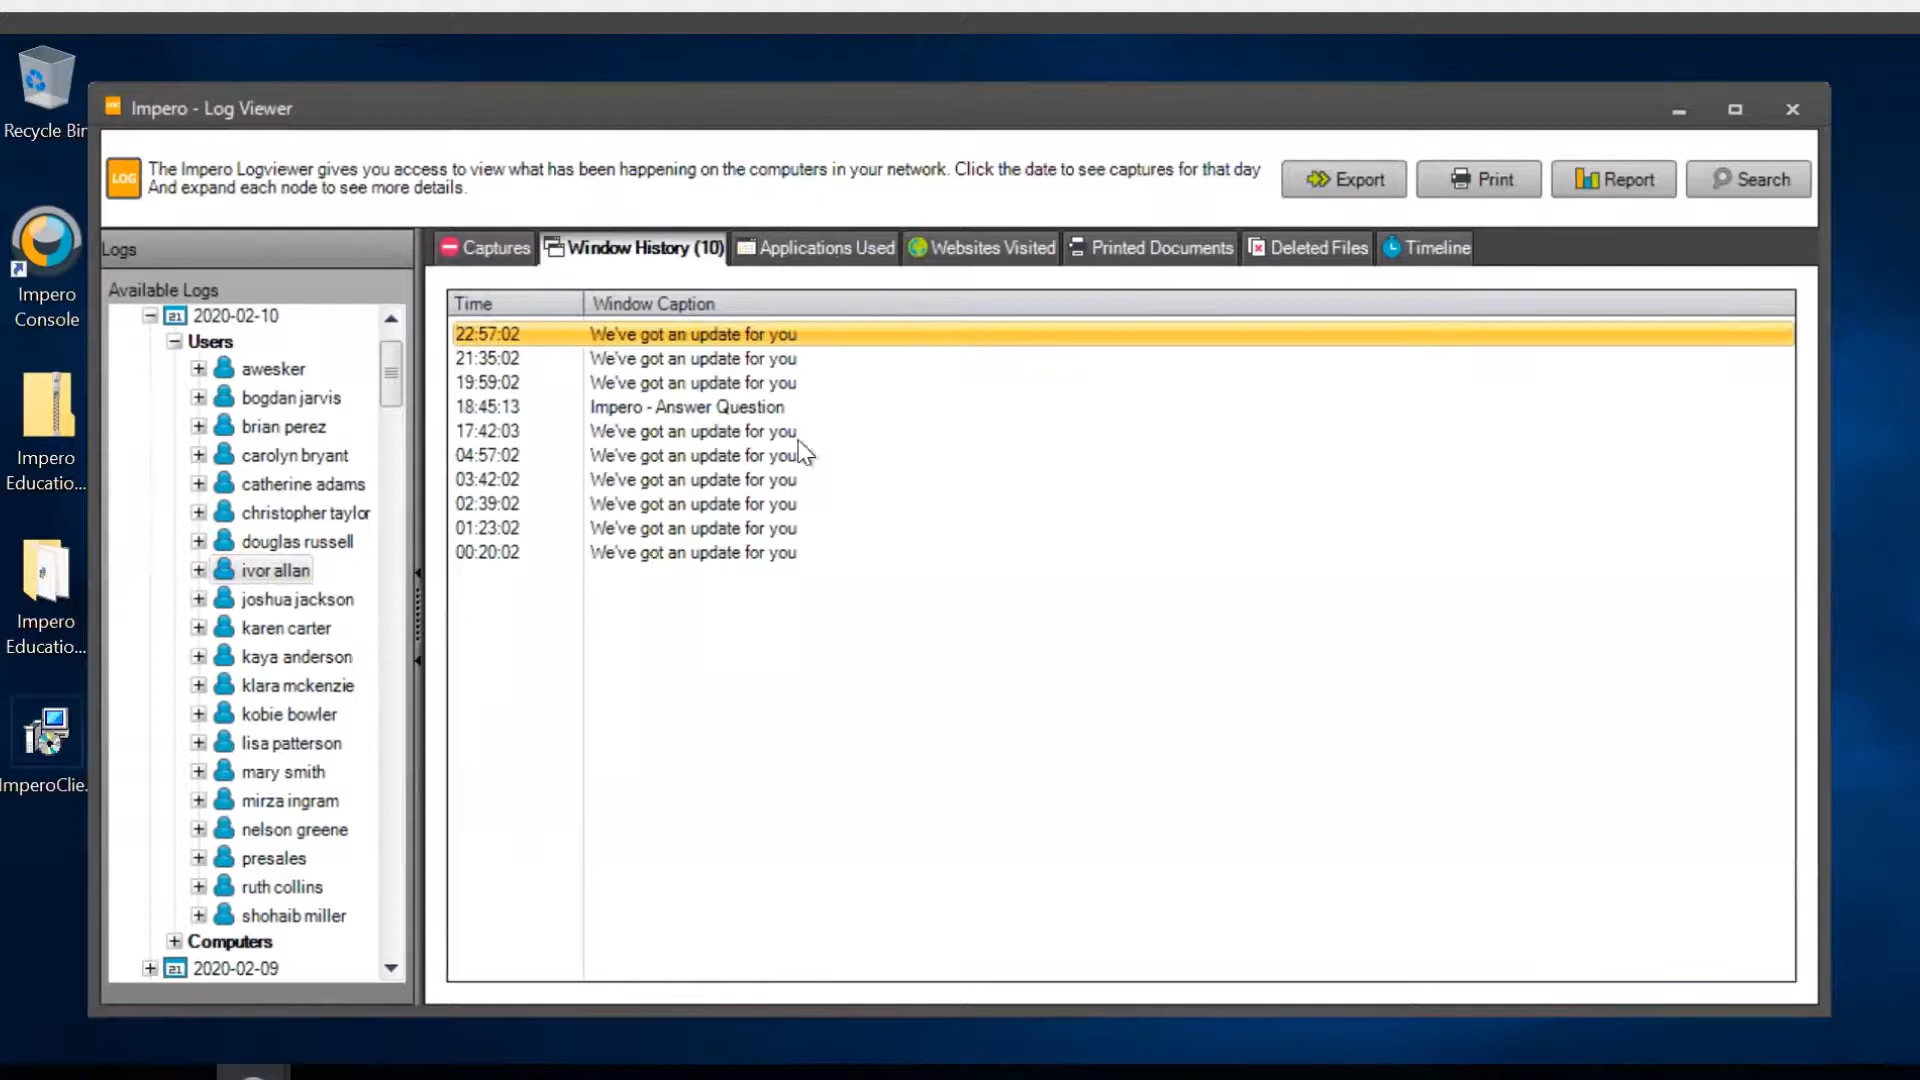 Recycle Bin
Impero - Log Viewer
LOG
The Impero Logviewer gives you access to view what has been happening on the computers in your network. Click the date to see captures for that day
And expand each node to see more details.
Export
Print
Report
Search
Logs
Captures
Window History (10)
Applications Used
Websites Visited
Printed Documents
Deleted Files
Timeline
Available Logs
21 2020-02-10
Users
awesker
bogdan jarvis
brian perez
carolyn bryant
catherine adams
christopher taylor
douglas russell
ivor allan
joshua jackson
karen carter
kaya anderson
klara mckenzie
kobie bowler
lisa patterson
mary smith
mirza ingram
nelson greene
presales
ruth collins
shohaib miller
Computers
21 2020-02-09
Time Window Caption
22:57:02 We've got an update for you
21:35:02 We've got an update for you
19:59:02 We've got an update for you
18:45:13 Impero - Answer Question
17:42:03 We've got an update for you
04:57:02 We've got an update for you
03:42:02 We've got an update for you
02:39:02 We've got an update for you
01:23:02 We've got an update for you
00:20:02 We've got an update for you
Impero
Console
Impero
Educatio...
Impero
Educatio...
ImperoClie.